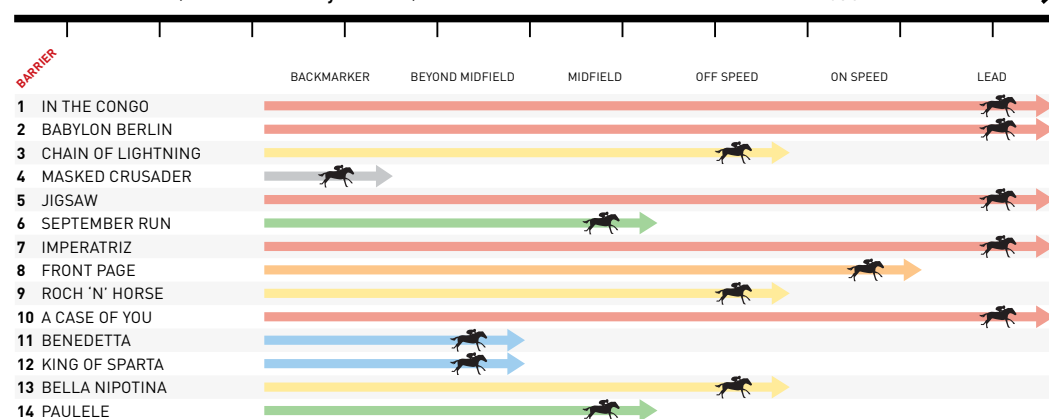 BARRIER
BACKMARKER BEYOND MIDFIELD MIDFIELD OFF SPEED ON SPEED LEAD
1 IN THE CONGO
2 BABYLON BERLIN
3 CHAIN OF LIGHTNING
4 MASKED CRUSADER
5 JIGSAW
6 SEPTEMBER RUN
7 IMPERATRIZ
8 FRONT PAGE
9 ROCH ‘N’ HORSE
10 A CASE OF YOU
11 BENEDETTA
12 KING OF SPARTA
13 BELLA NIPOTINA
14 PAULELE